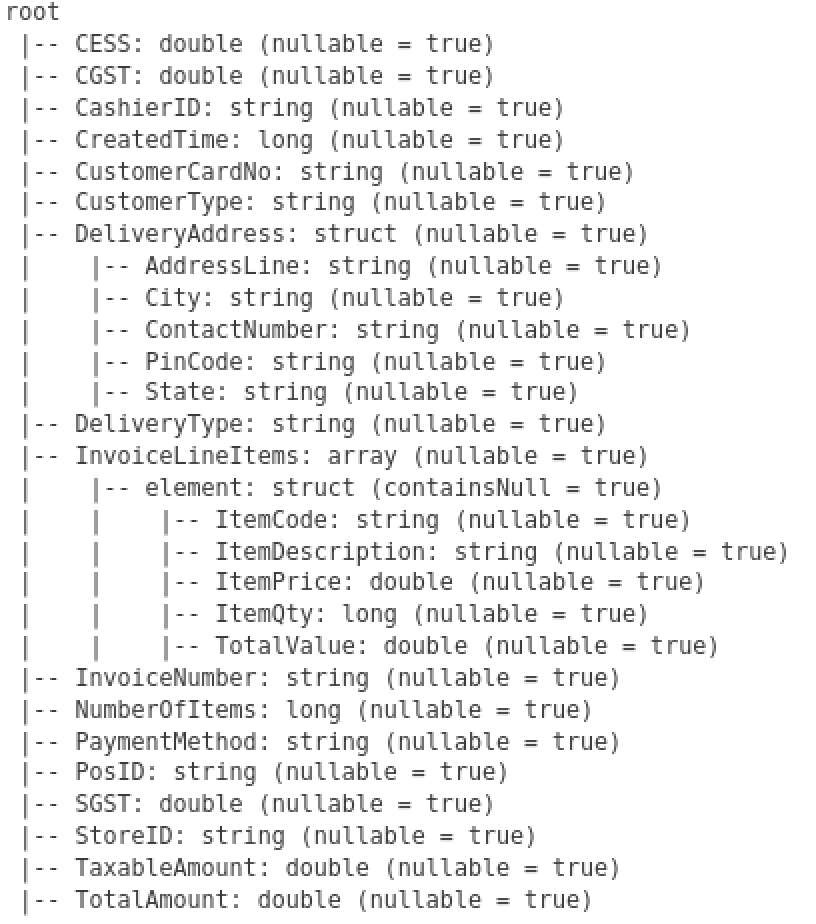 root
 |-- CESS: double (nullable = true)
 |-- CGST: double (nullable = true)
 |-- CashierID: string (nullable = true)
 |-- CreatedTime: long (nullable = true)
 |-- CustomerCardNo: string (nullable = true)
 |-- CustomerType: string (nullable = true)
 |-- DeliveryAddress: struct (nullable = true)
 |    |-- AddressLine: string (nullable = true)
 |    |-- City: string (nullable = true)
 |    |-- ContactNumber: string (nullable = true)
 |    |-- PinCode: string (nullable = true)
 |    |-- State: string (nullable = true)
 |-- DeliveryType: string (nullable = true)
 |-- InvoiceLineItems: array (nullable = true)
 |    |-- element: struct (containsNull = true)
 |    |    |-- ItemCode: string (nullable = true)
 |    |    |-- ItemDescription: string (nullable = true)
 |    |    |-- ItemPrice: double (nullable = true)
 |    |    |-- ItemQty: long (nullable = true)
 |    |    |-- TotalValue: double (nullable = true)
 |-- InvoiceNumber: string (nullable = true)
 |-- NumberOfItems: long (nullable = true)
 |-- PaymentMethod: string (nullable = true)
 |-- PosID: string (nullable = true)
 |-- SGST: double (nullable = true)
 |-- StoreID: string (nullable = true)
 |-- TaxableAmount: double (nullable = true)
 |-- TotalAmount: double (nullable = true)